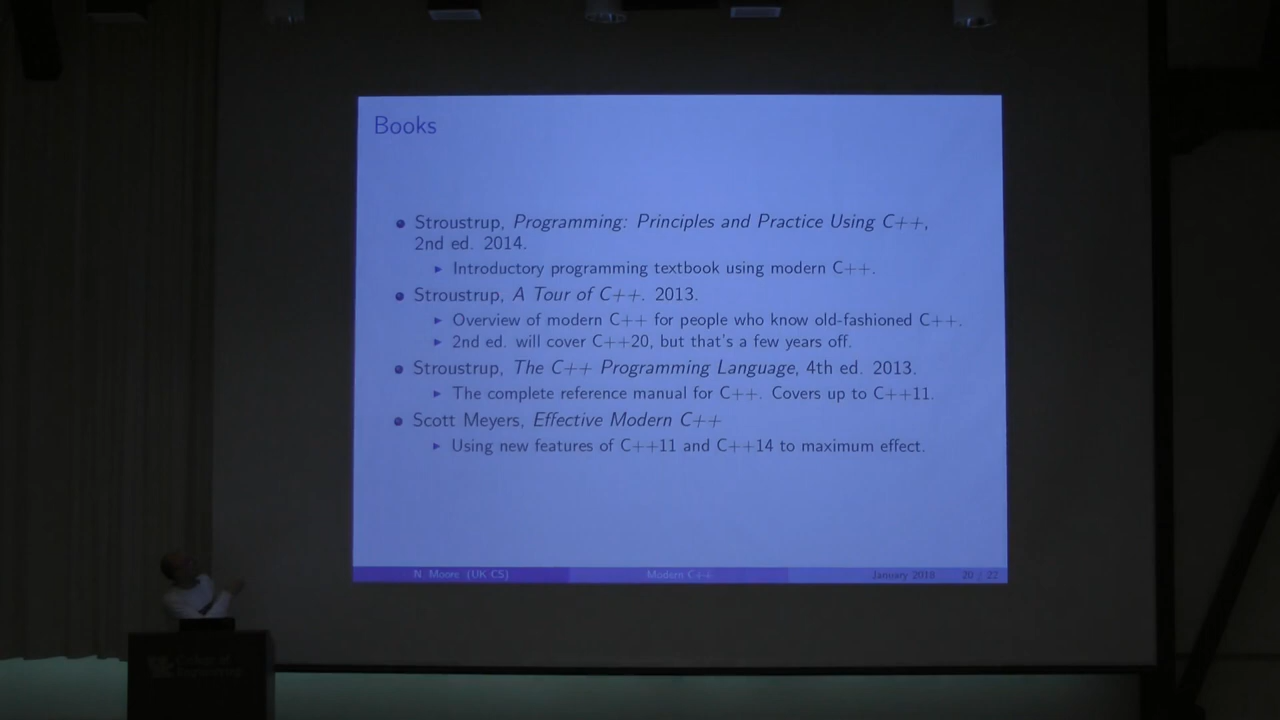 Books
• Stroustrup, Programming: Principles and Practice Using C++,
2nd ed. 2014.
▸ Introductory programming textbook using modern C++.
• Stroustrup, A Tour of C++. 2013.
▸ Overview of modern C++ for people who know old-fashioned C++.
▸ 2nd ed. will cover C++20, but that's a few years off.
• Stroustrup, The C++ Programming Language, 4th ed. 2013.
▸ The complete reference manual for C++. Covers up to C++11.
• Scott Meyers, Effective Modern C++
▸ Using new features of C++11 and C++14 to maximum effect.
N. Moore (UK CS) Modern C++ January 2018 20 / 22
College of
Engineering